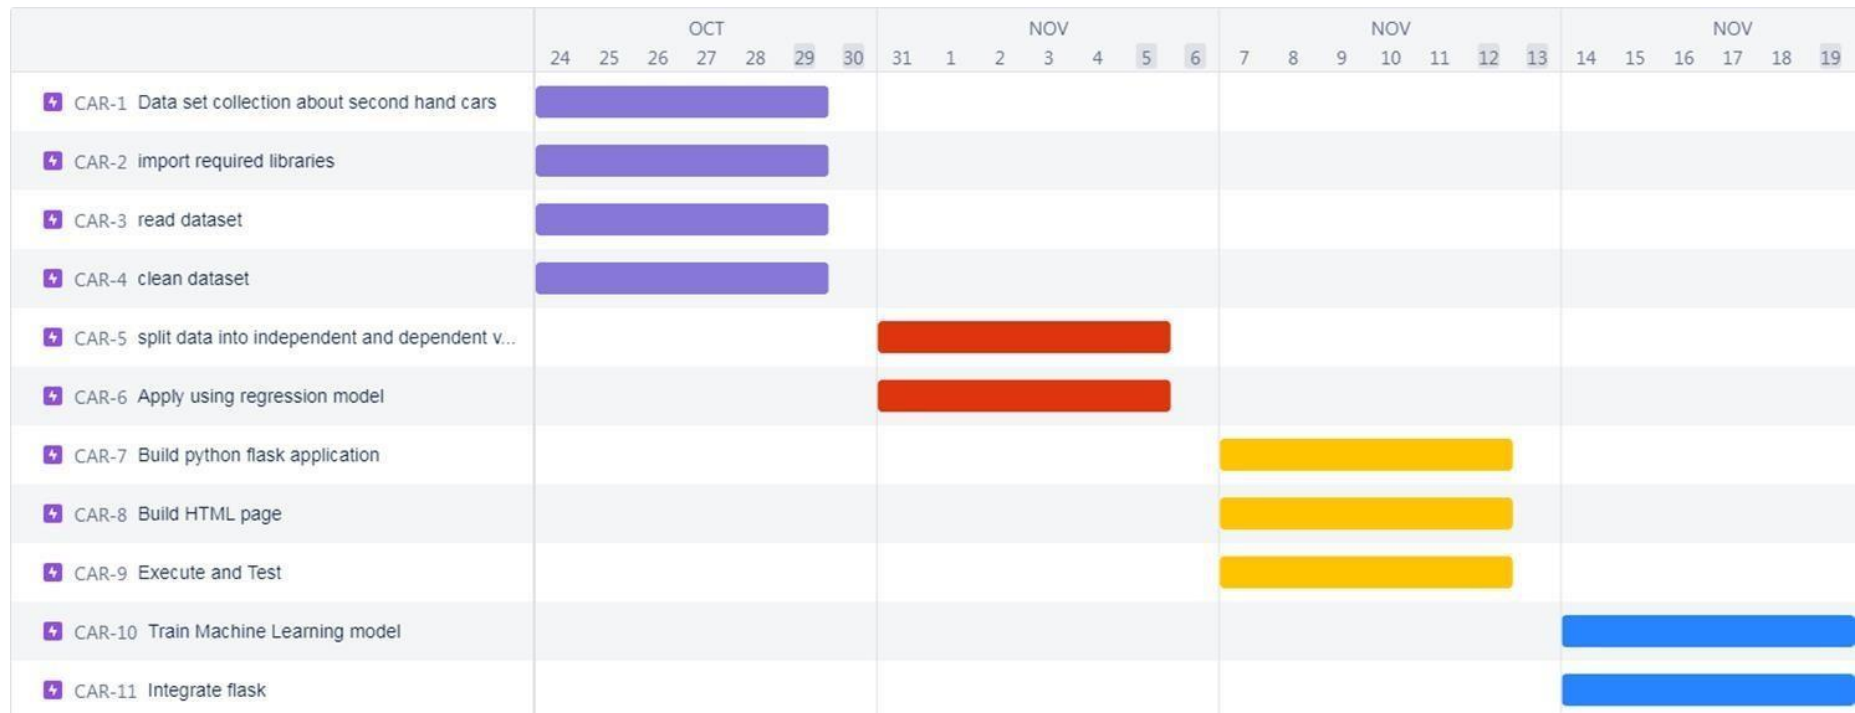 OCT NOV NOV NOV
24 25 26 27 28 29 30 31 1 2 3 4 5 6 7 8 9 10 11 12 13 14 15 16 17 18 19
CAR-1 Data set collection about second hand cars
CAR-2 import required libraries
CAR-3 read dataset
CAR-4 clean dataset
CAR-5 split data into independent and dependent v...
CAR-6 Apply using regression model
CAR-7 Build python flask application
CAR-8 Build HTML page
CAR-9 Execute and Test
CAR-10 Train Machine Learning model
CAR-11 Integrate flask